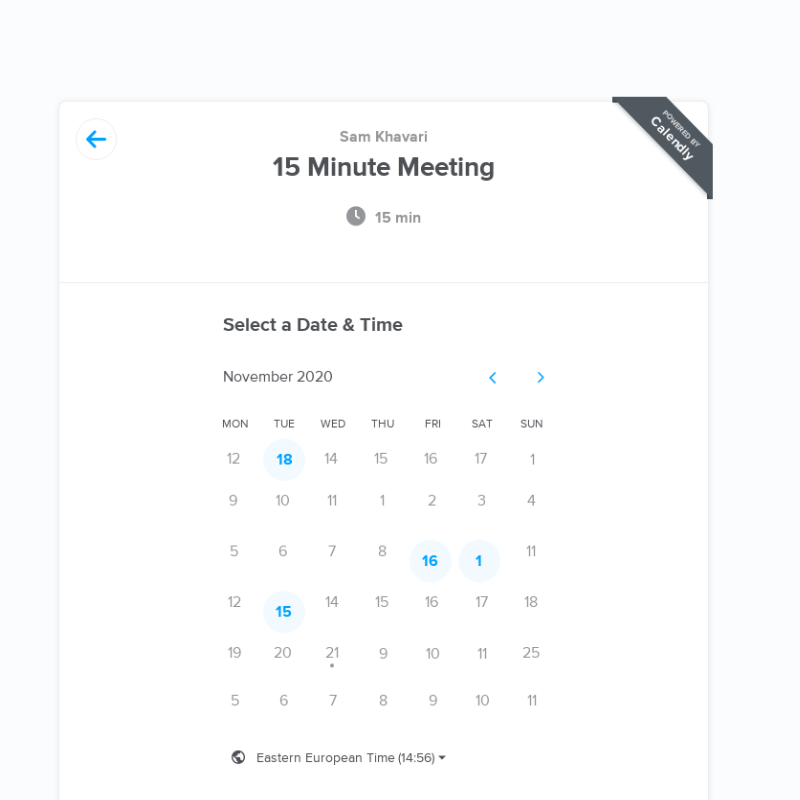 POWERED BY
Calendly
Sam Khavari
15 Minute Meeting
15 min
Select a Date & Time
November 2020
MON TUE WED THU FRI SAT SUN
12 18 14 15 16 17 1
9 10 11 1 2 3 4
5 6 7 8 16 1 11
12 15 14 15 16 17 18
19 20 21 9 10 11 25
5 6 7 8 9 10 11
Eastern European Time (14:56)